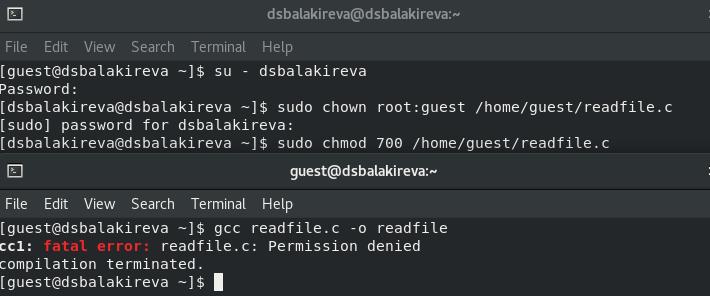 dsbalakireva@dsbalakireva:~
File Edit View Search Terminal Help
[guest@dsbalakireva ~]$ su - dsbalakireva
Password:
[dsbalakireva@dsbalakireva ~]$ sudo chown root:guest /home/guest/readfile.c
[sudo] password for dsbalakireva:
[dsbalakireva@dsbalakireva ~]$ sudo chmod 700 /home/guest/readfile.c
guest@dsbalakireva:~
File Edit View Search Terminal Help
[guest@dsbalakireva ~]$ gcc readfile.c -o readfile
cc1: fatal error: readfile.c: Permission denied
compilation terminated.
[guest@dsbalakireva ~]$